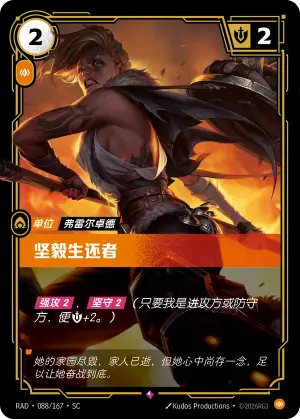 2
2
单位 弗雷尔卓德
坚毅生还者
强攻 2 、 坚守 2 （只要我是进攻方或防守
方，便+2。）
她的家园尽毁，家人已逝，但她心中尚存一念，足
以让她奋战到底。
RAD • 088/167 • SC
Kudos Productions • ©2026RG